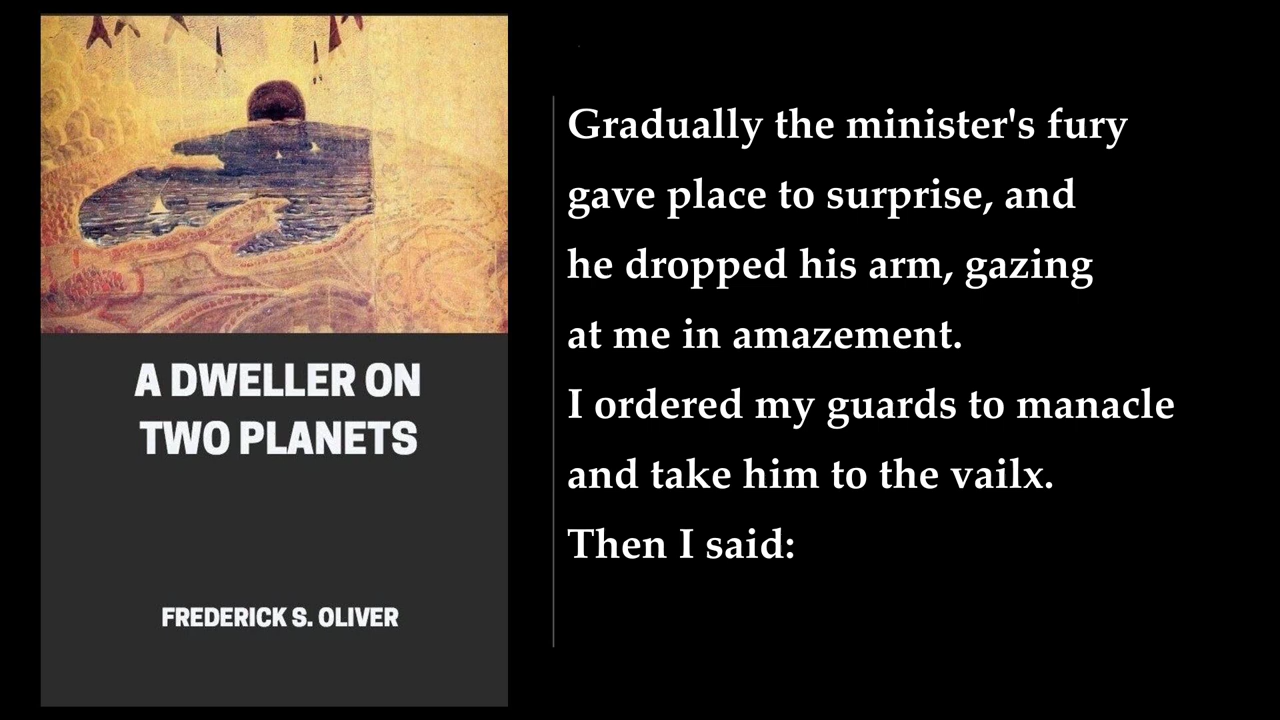 A DWELLER ON
TWO PLANETS
FREDERICK S. OLIVER
Gradually the minister's fury
gave place to surprise, and
he dropped his arm, gazing
at me in amazement.
I ordered my guards to manacle
and take him to the vailx.
Then I said: